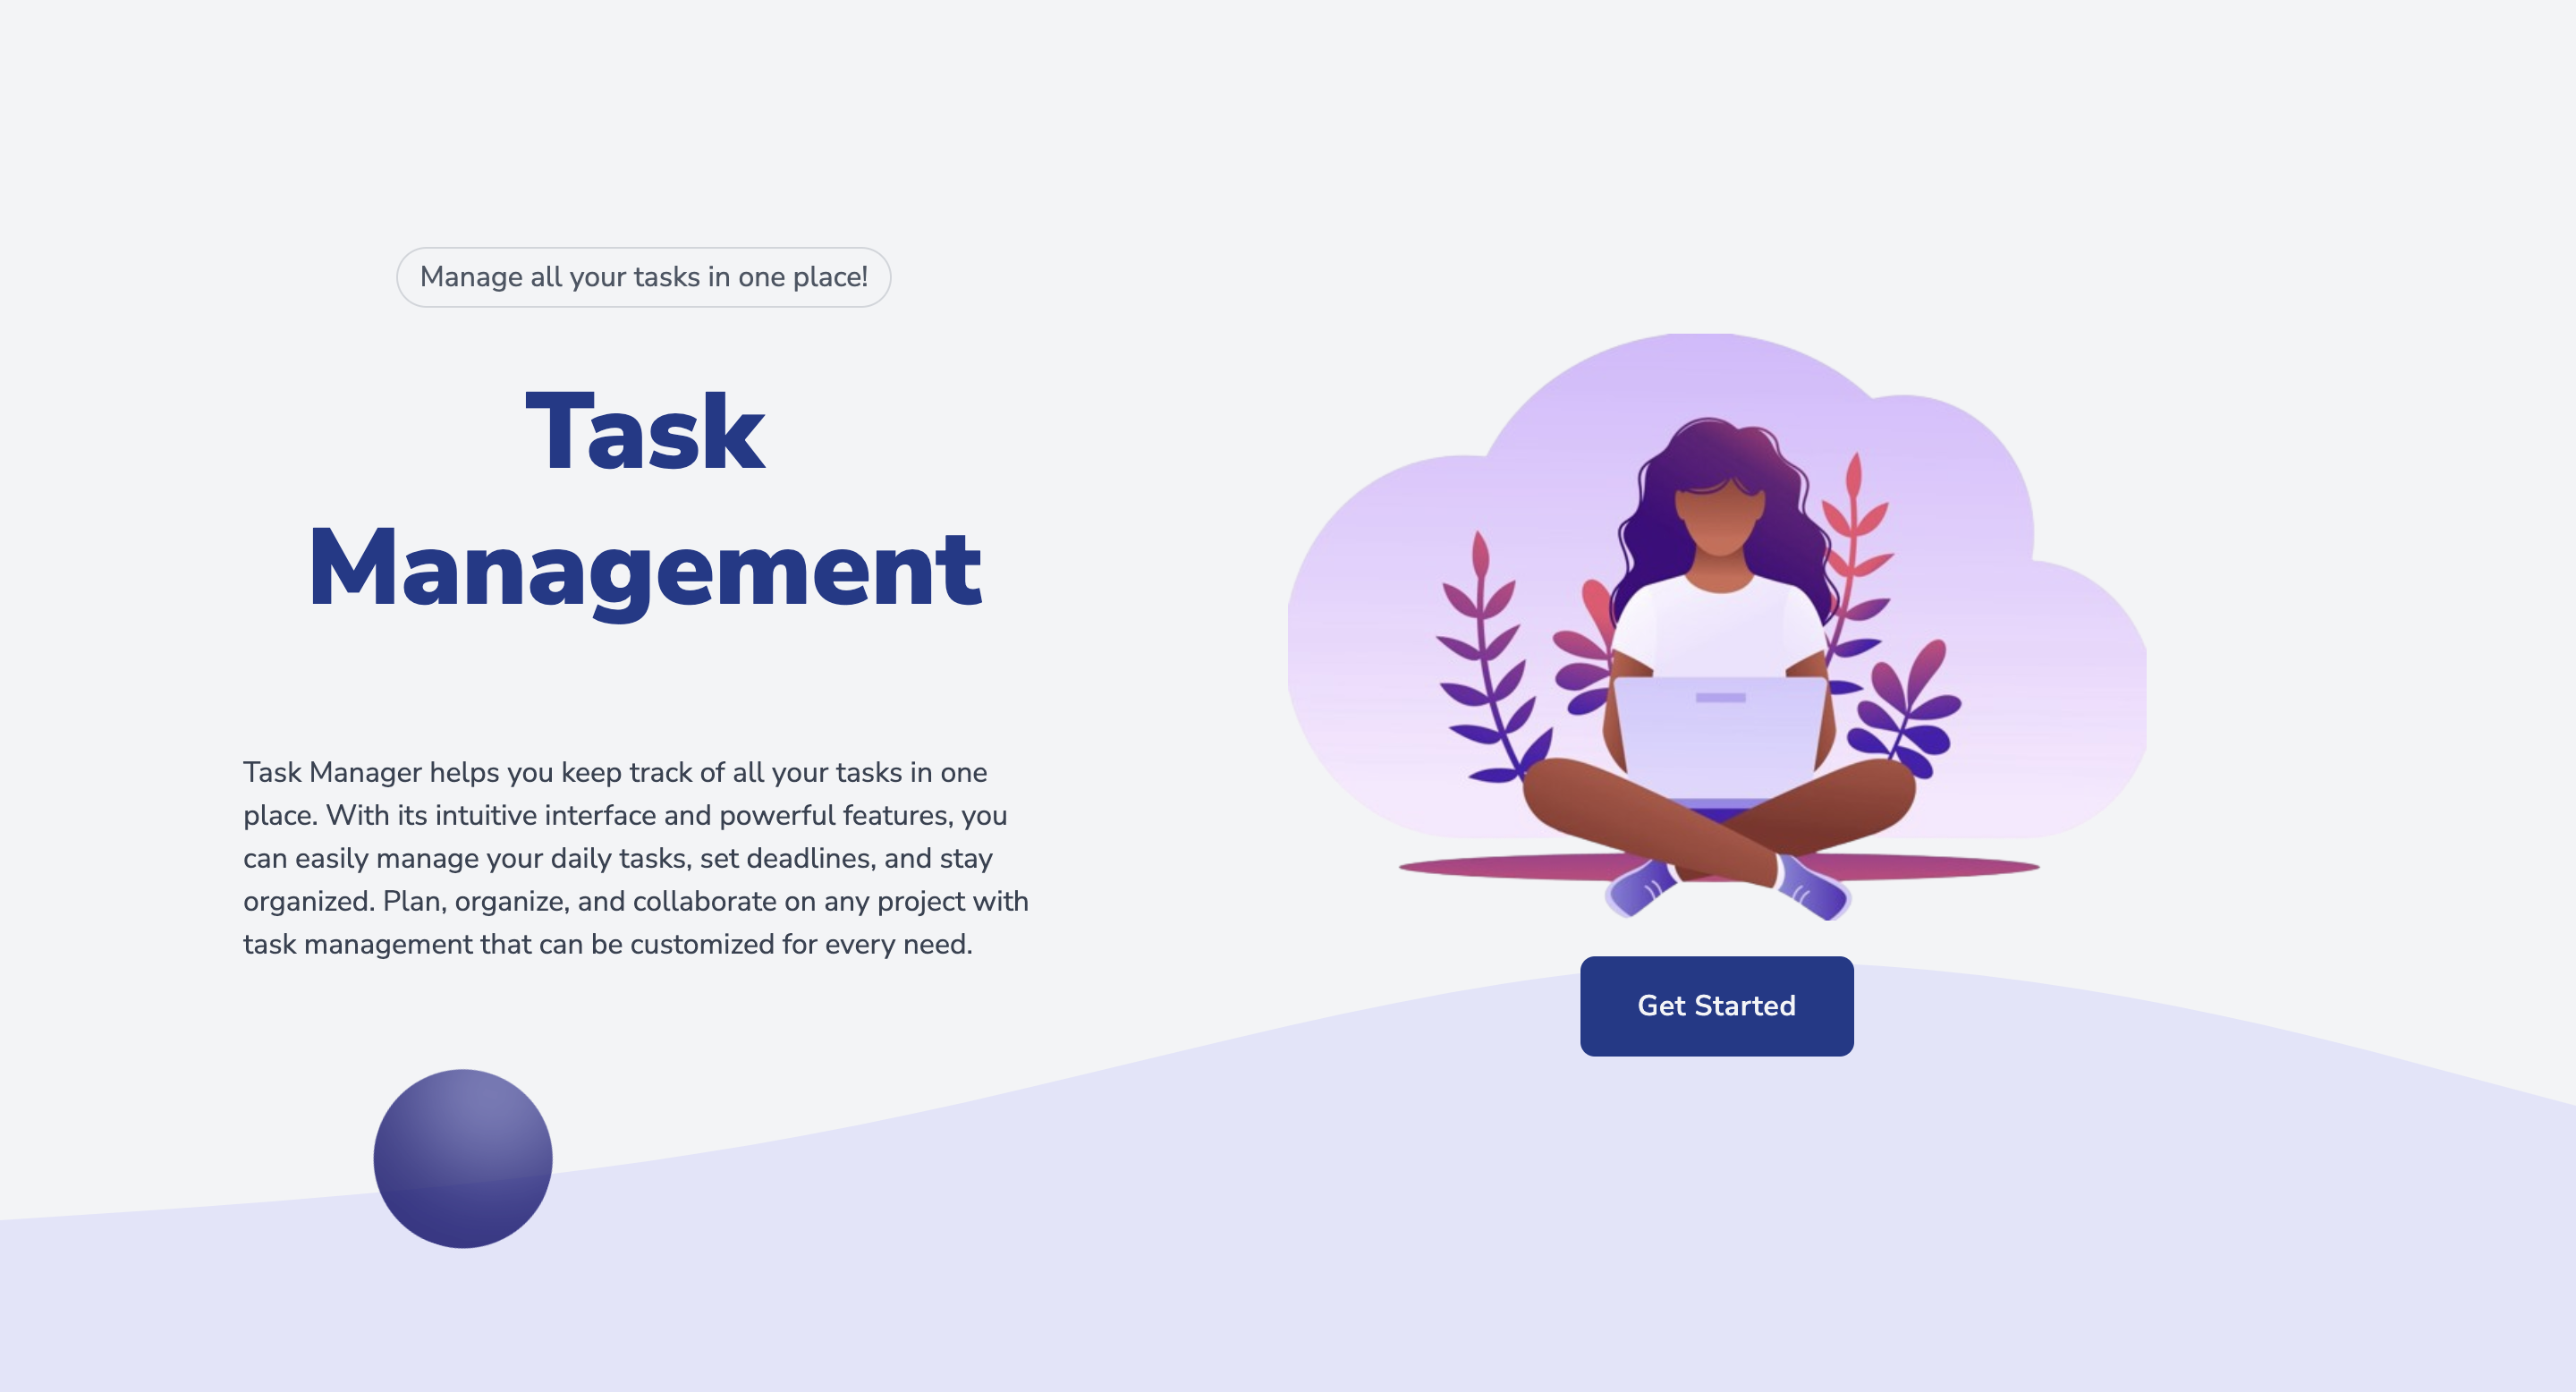 Manage all your tasks in one place!
Task
Management
Task Manager helps you keep track of all your tasks in one
place. With its intuitive interface and powerful features, you
can easily manage your daily tasks, set deadlines, and stay
organized. Plan, organize, and collaborate on any project with
task management that can be customized for every need.
Get Started